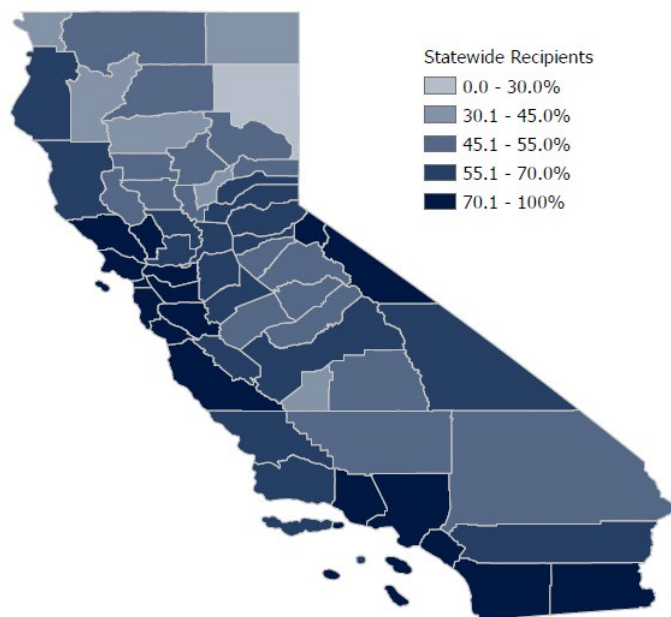 Statewide Recipients
0.0 - 30.0%
30.1 - 45.0%
45.1 - 55.0%
55.1 - 70.0%
70.1 - 100%